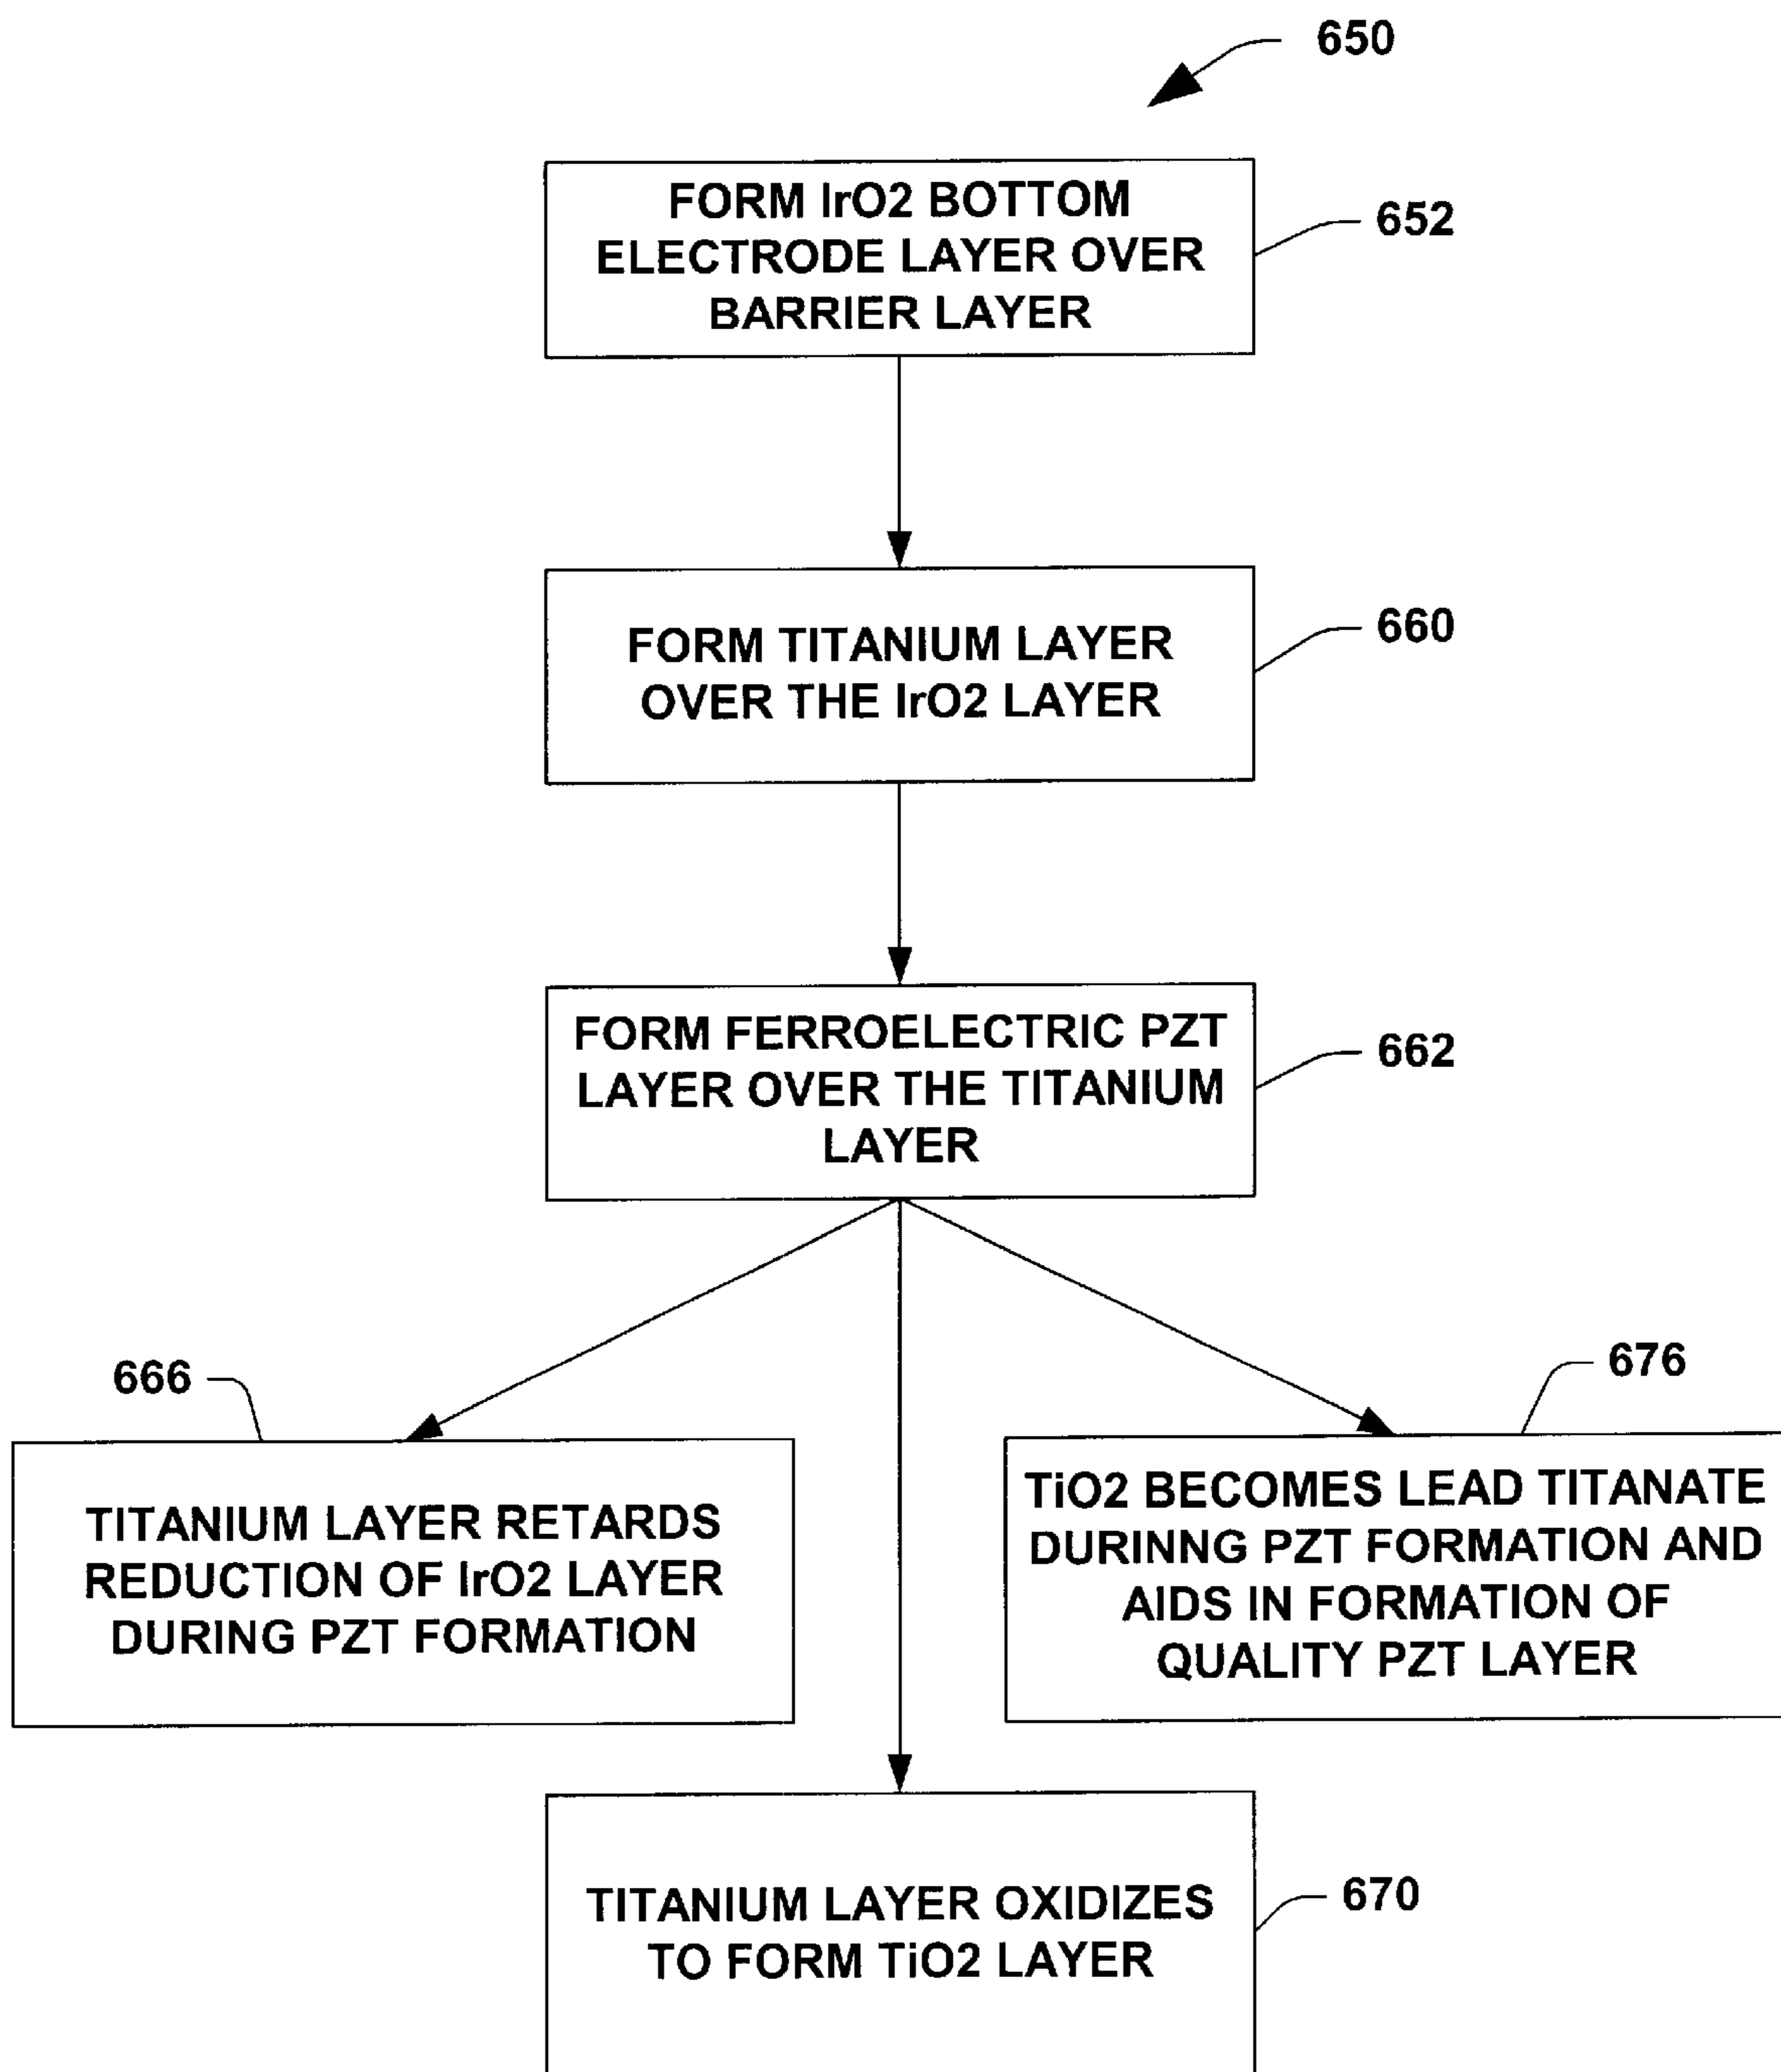 650
FORM IrO2 BOTTOM
ELECTRODE LAYER OVER
BARRIER LAYER
652
FORM TITANIUM LAYER
OVER THE IrO2 LAYER
660
FORM FERROELECTRIC PZT
LAYER OVER THE TITANIUM
LAYER
662
666
TITANIUM LAYER RETARDS
REDUCTION OF IrO2 LAYER
DURING PZT FORMATION
676
TiO2 BECOMES LEAD TITANATE
DURINNG PZT FORMATION AND
AIDS IN FORMATION OF
QUALITY PZT LAYER
TITANIUM LAYER OXIDIZES
TO FORM TiO2 LAYER
670